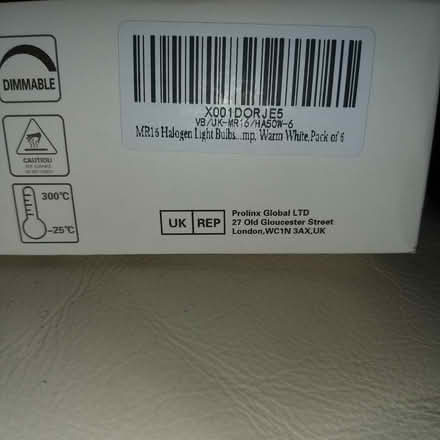 DIMMABLE
X001DORJE5
VB/JK-MR16/HA50W-6
MR16 Halogen Light Bulbs...mp, Warm White,Pack of 6
CAUTION
300℃
-25℃
UK REP
Prolinx Global LTD
27 Old Gloucester Street
London,WC1N 3AX,UK